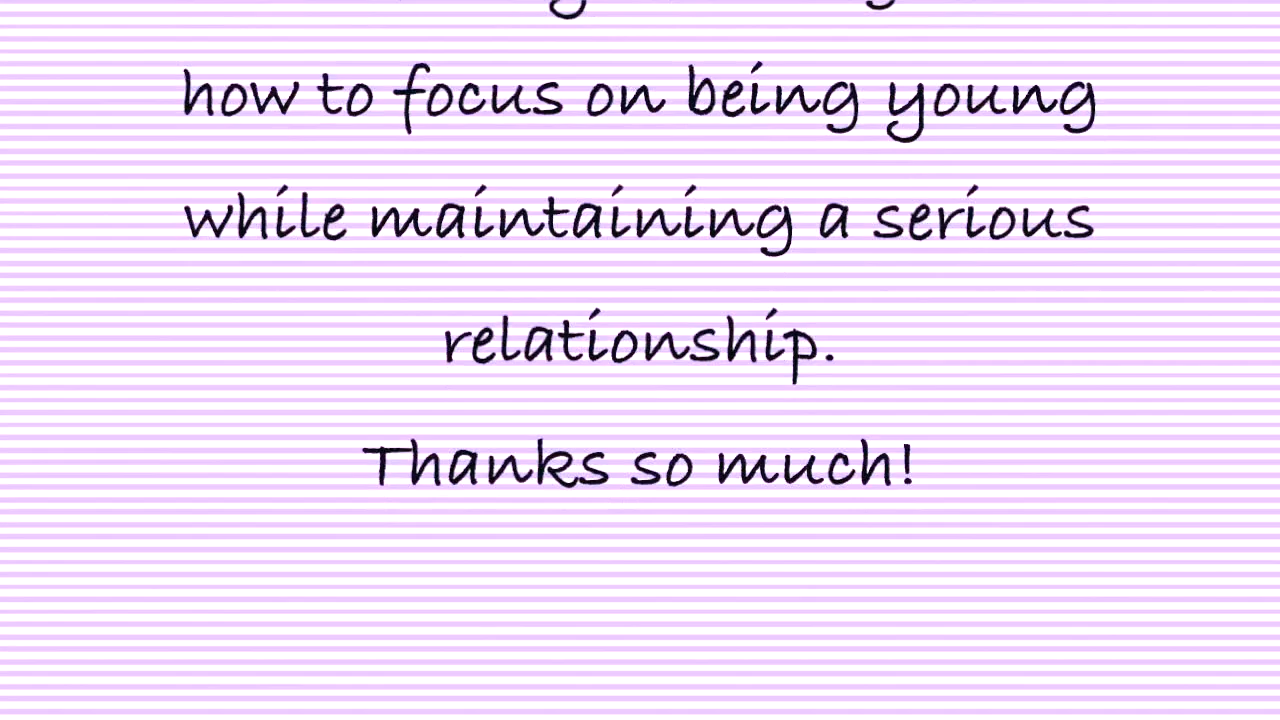 how to focus on being young
while maintaining a serious
relationship.
Thanks so much!